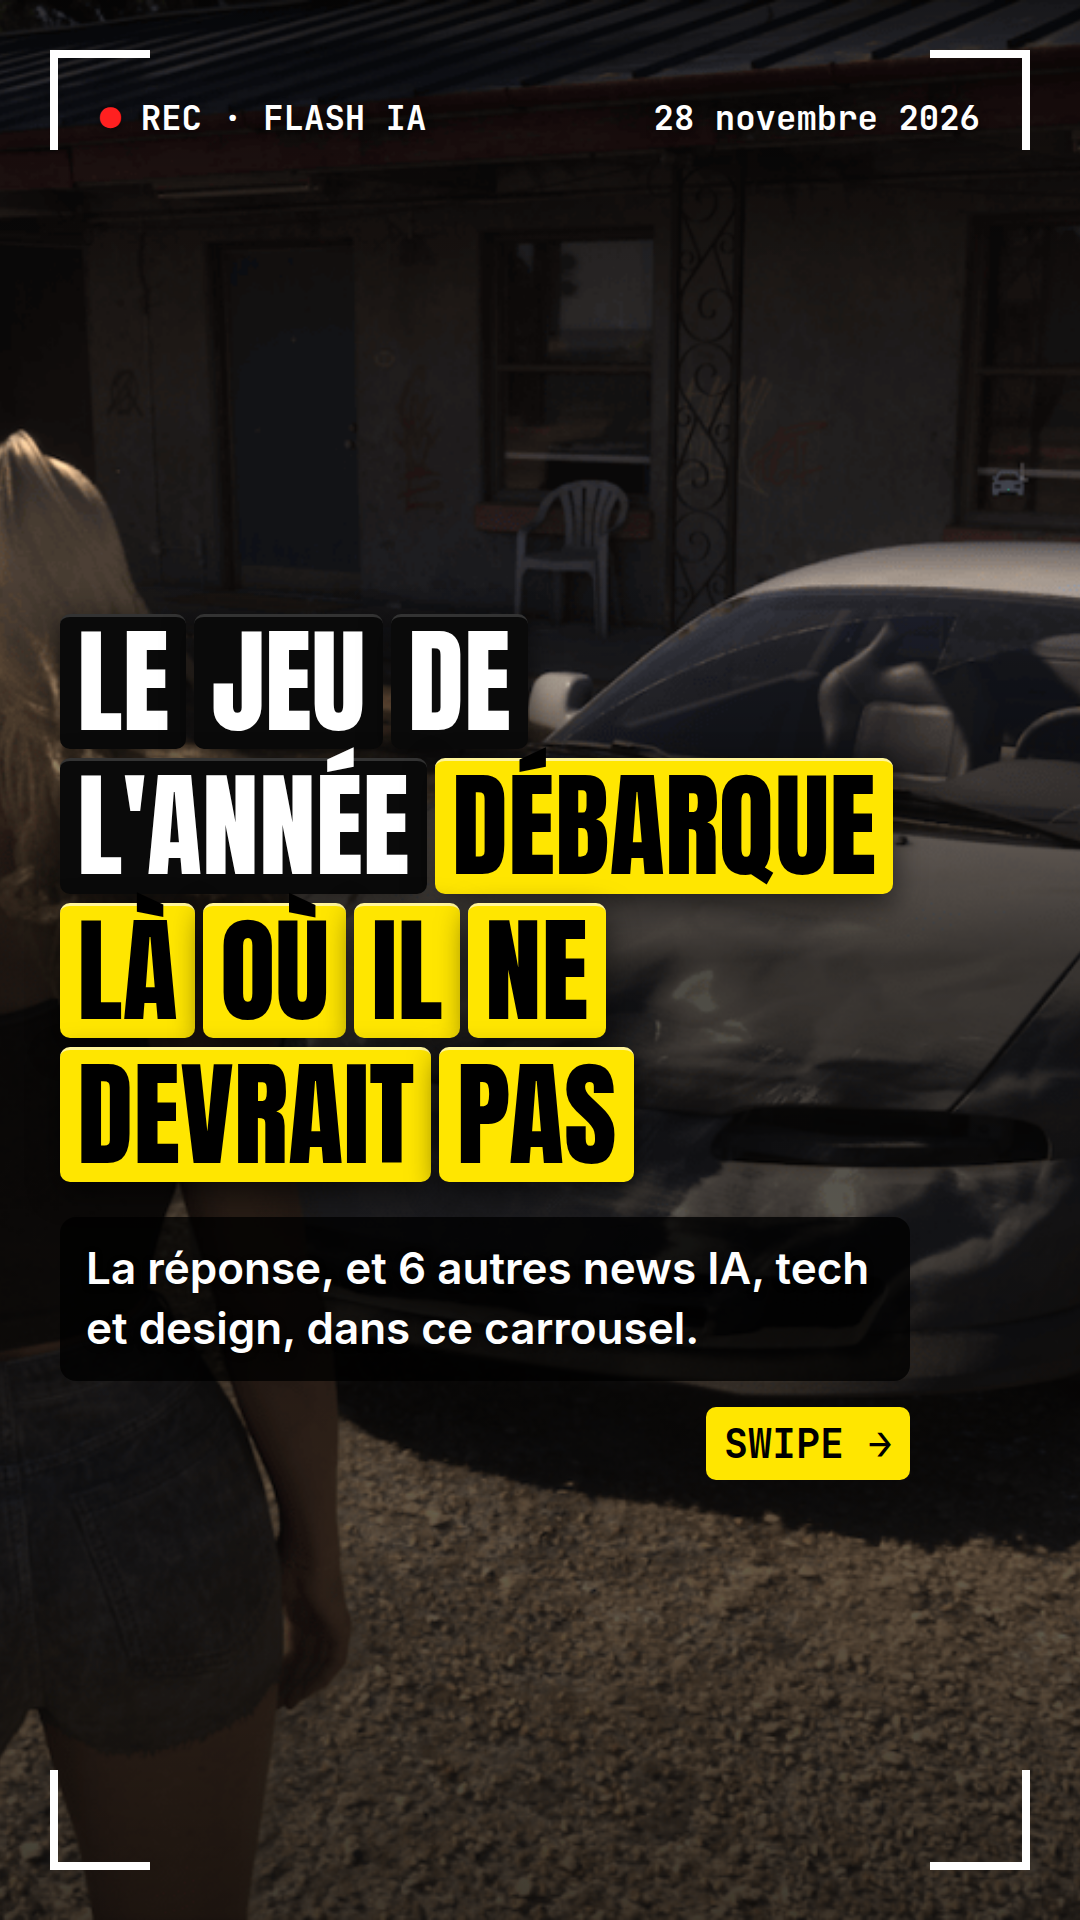 REC · FLASH IA
28 novembre 2026
LE JEU DE
L'ANNÉE DÉBARQUE
LÀ OÙ IL NE
DEVRAIT PAS
La réponse, et 6 autres news IA, tech
et design, dans ce carrousel.
SWIPE →